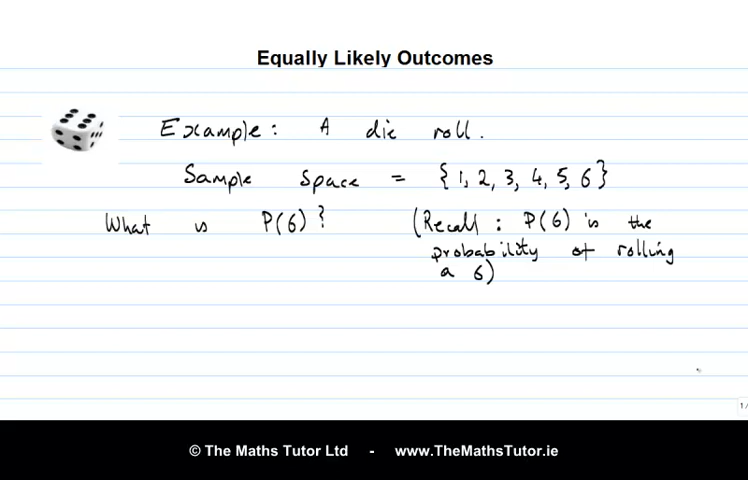 Equally Likely Outcomes
Example: A die roll.
Sample Space = {1, 2, 3, 4, 5, 6}
What is P(6)? (Recall: P(6) is the
probability of rolling
a 6)
1/
© The Maths Tutor Ltd - www.TheMathsTutor.ie